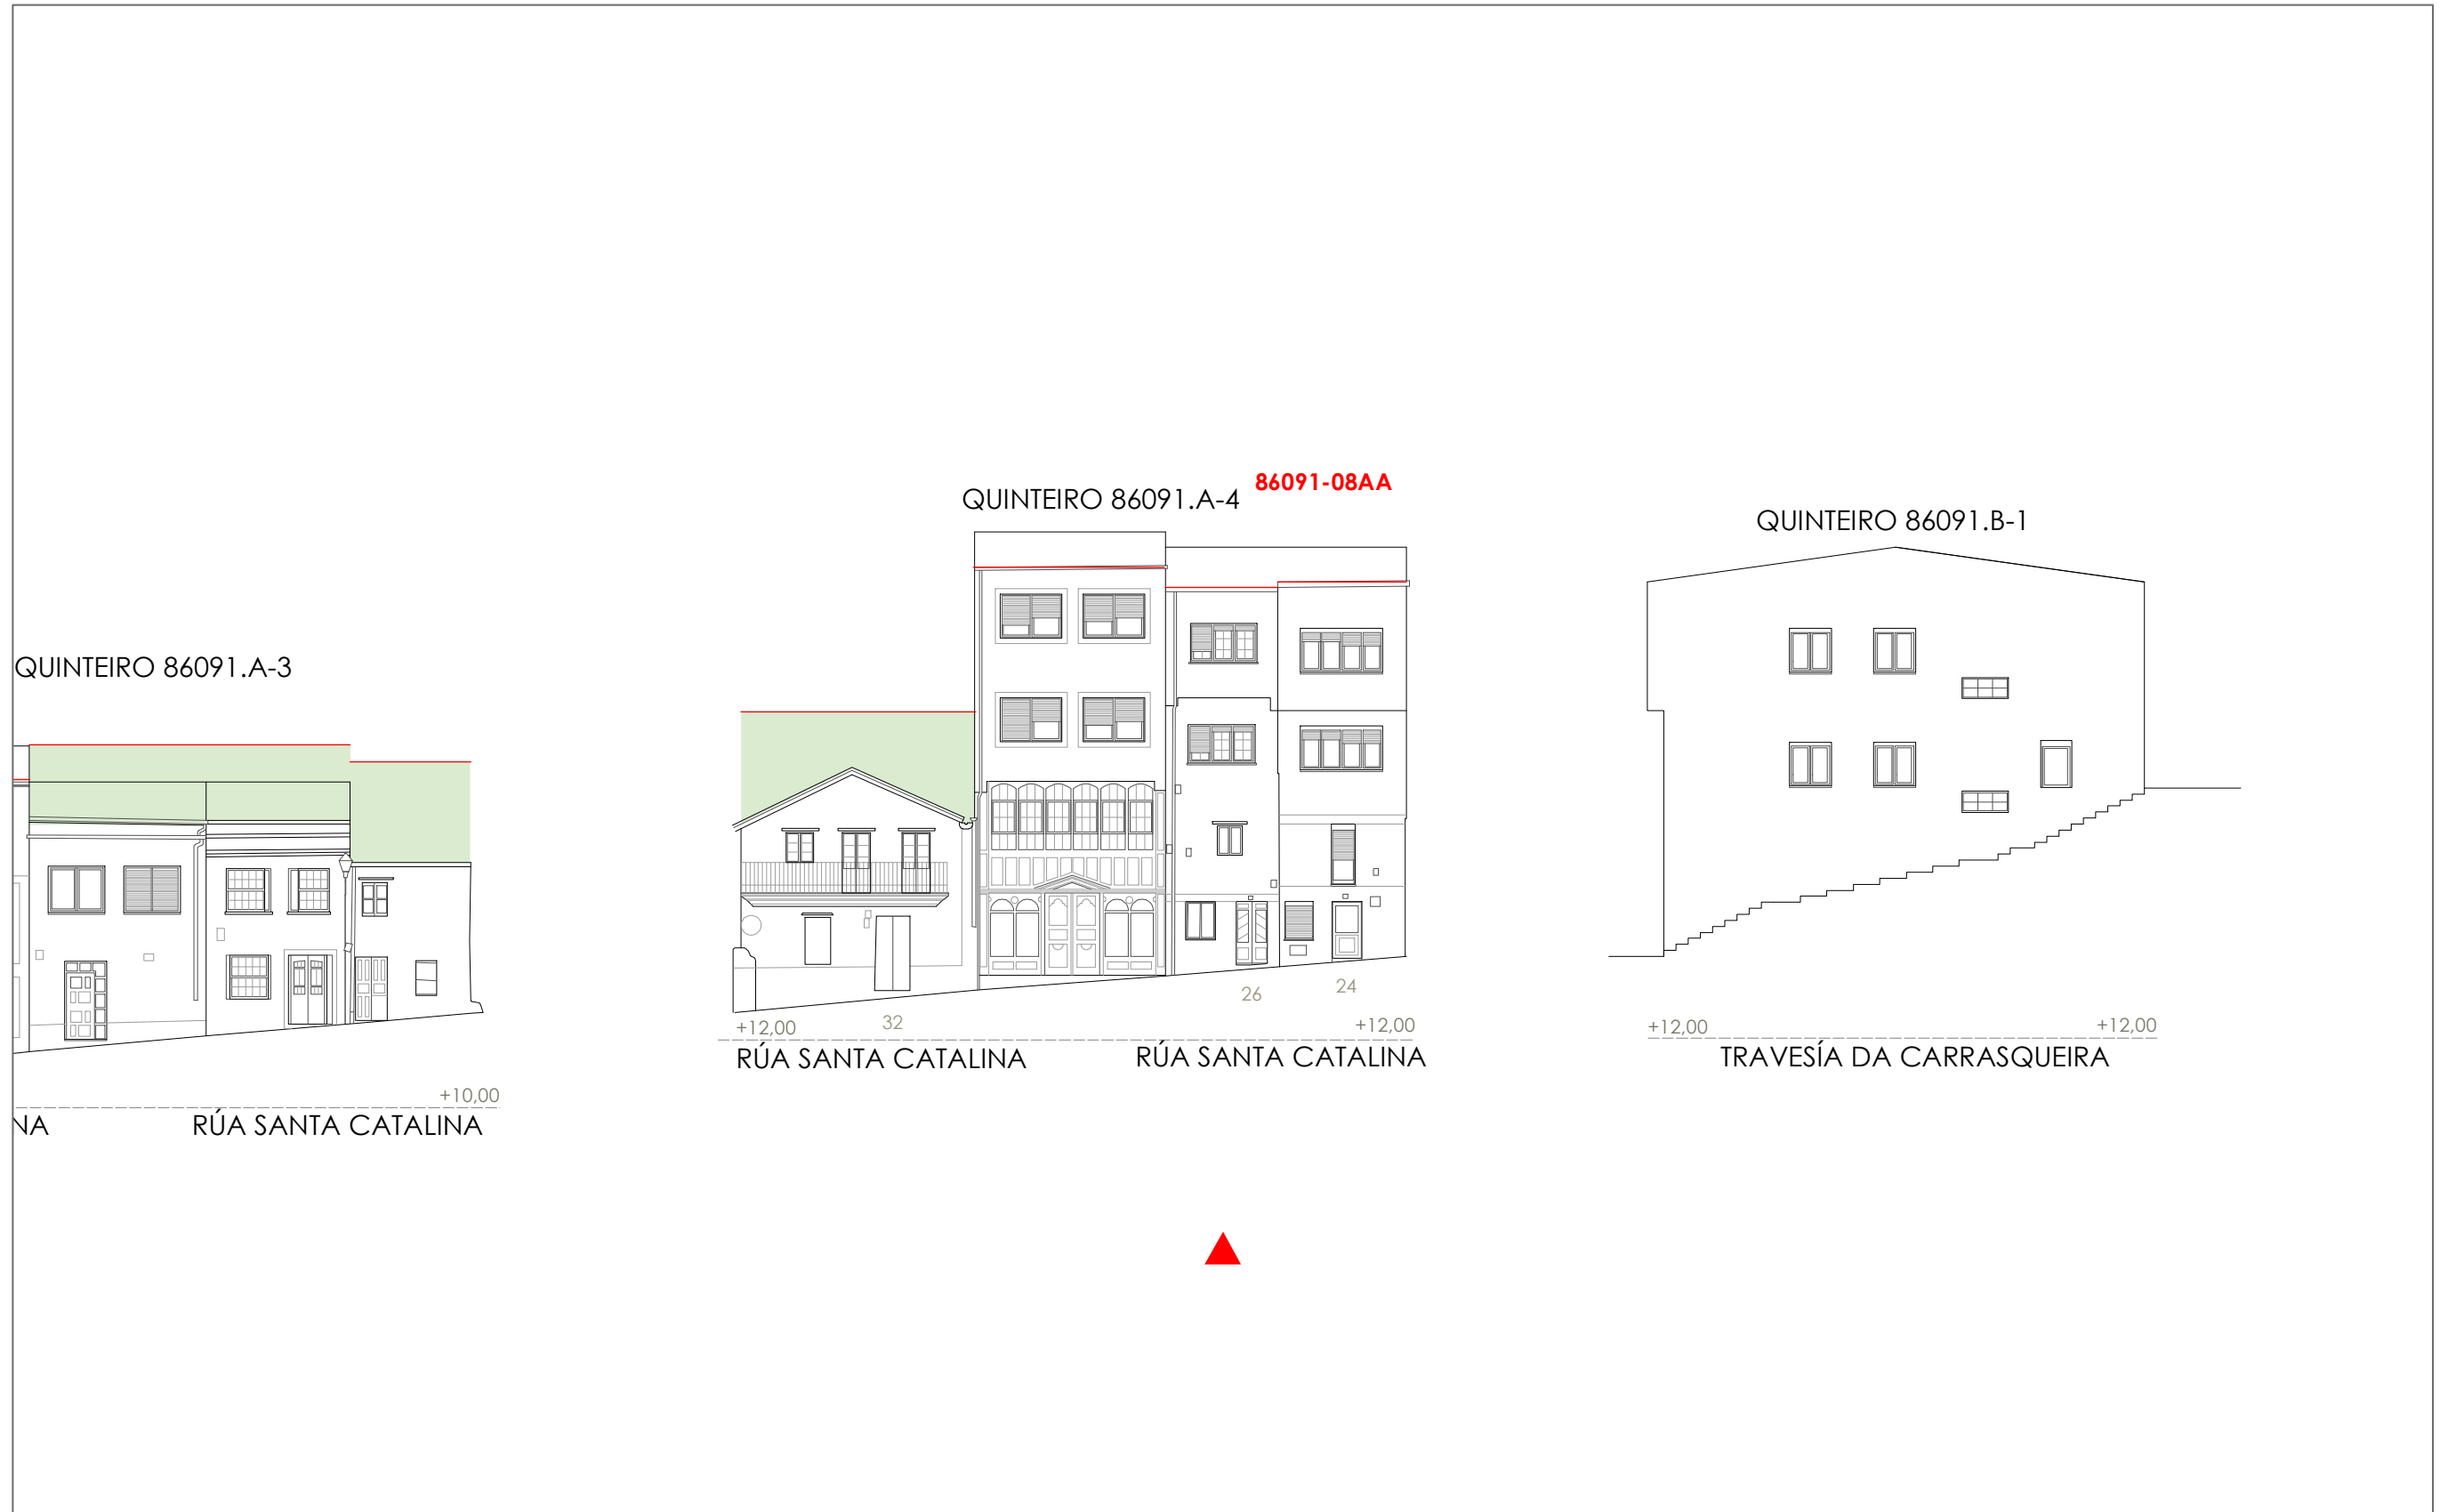 86091-08AA
QUINTEIRO 86091.A-4
QUINTEIRO 86091.B-1
QUINTEIRO 86091.A-3
26
24
32
+12,00
+12,00
+12,00
+12,00
RÚA SANTA CATALINA
RÚA SANTA CATALINA
TRAVESÍA DA CARRASQUEIRA
+10,00
NA
RÚA SANTA CATALINA